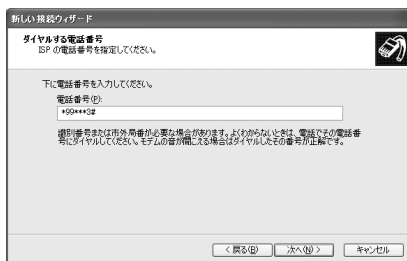 新しい接続ウィザード
ダイヤルする電話番号
ISP の電話番号を指定してください。
下に電話番号を入力してください。
電話番号(P):
*99***3#
識別番号または市外局番が必要な場合があります。よくわからないときは、電話でその電話番
号にダイヤルしてください。モデムの音が聞こえる場合はダイヤルしたその番号が正解です。
< 戻る(B)
次へ(N) >
キャンセル